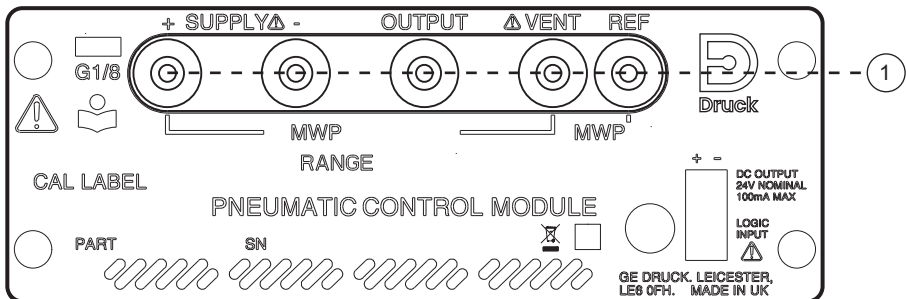 + SUPPLY⚠ - OUTPUT ⚠VENT REF
G1/8
1
Druck
MWP MWP
RANGE
+ -
CAL LABEL
DC OUTPUT
24V NOMINAL
100mA MAX
PNEUMATIC CONTROL MODULE
LOGIC
INPUT
PART SN
GE DRUCK. LEICESTER,
LE6 0FH. MADE IN UK